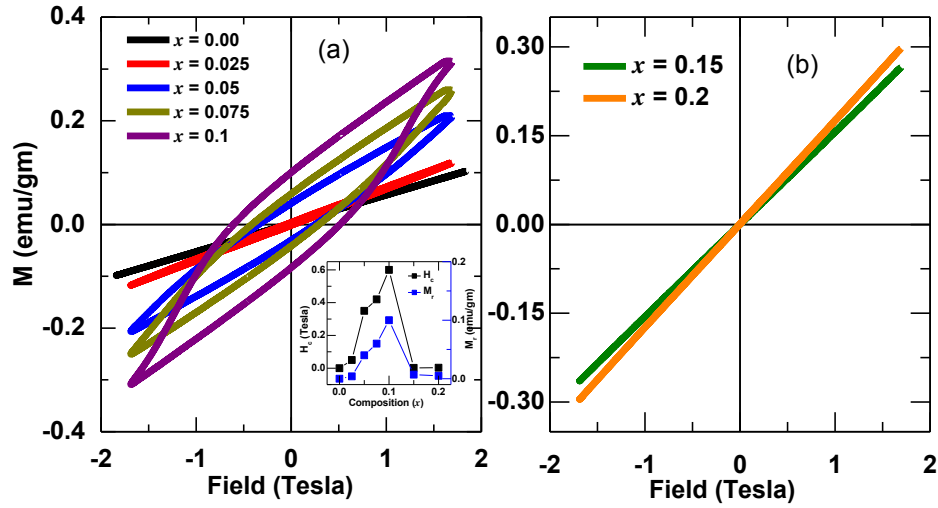 (a)
x = 0.00
x = 0.025
x = 0.05
x = 0.075
x = 0.1
M (emu/gm)
0.4
0.2
0.0
-0.2
-0.4
-2 -1 0 1 2
Field (Tesla)
H_c
M_r
H_c (Tesla)
0.6
0.4
0.2
0.0
M_r (emu/gm)
0.2
0.1
0.0
0.0 0.1 0.2
Composition (x)
(b)
x = 0.15
x = 0.2
0.30
0.15
0.00
-0.15
-0.30
-2 -1 0 1 2
Field (Tesla)